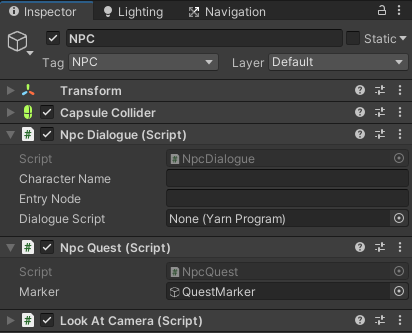 Inspector Lighting Navigation
NPC Static
Tag NPC Layer Default
Transform
Capsule Collider
# Npc Dialogue (Script)
Script # NpcDialogue
Character Name
Entry Node
Dialogue Script None (Yarn Program)
# Npc Quest (Script)
Script # NpcQuest
Marker QuestMarker
# Look At Camera (Script)